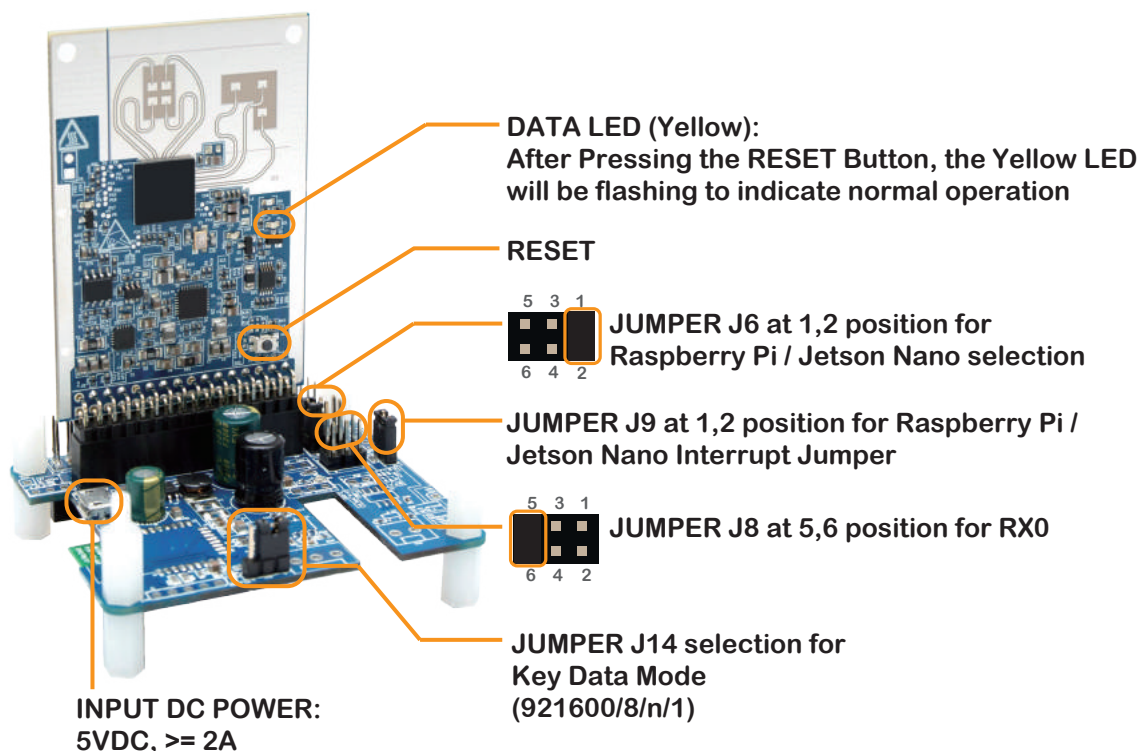 DATA LED (Yellow):
After Pressing the RESET Button, the Yellow LED
will be flashing to indicate normal operation
RESET
5 3 1
6 4 2
JUMPER J6 at 1,2 position for
Raspberry Pi / Jetson Nano selection
JUMPER J9 at 1,2 position for Raspberry Pi /
Jetson Nano Interrupt Jumper
5 3 1
6 4 2
JUMPER J8 at 5,6 position for RX0
JUMPER J14 selection for
Key Data Mode
(921600/8/n/1)
INPUT DC POWER:
5VDC, >= 2A